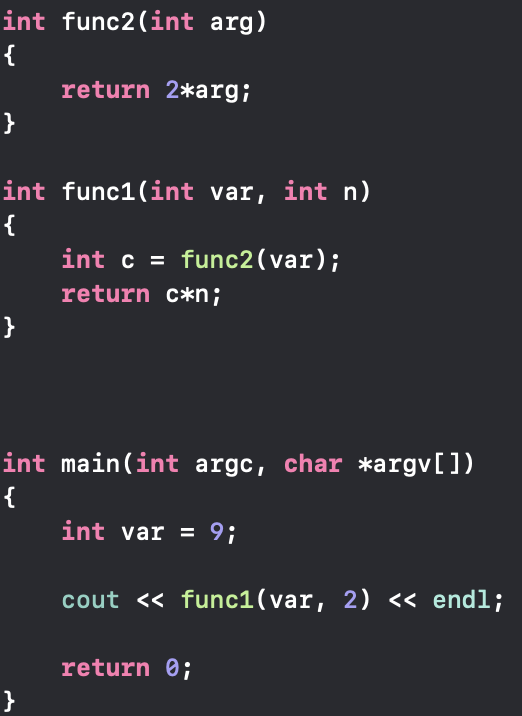 int func2(int arg)
{
    return 2*arg;
}

int func1(int var, int n)
{
    int c = func2(var);
    return c*n;
}

int main(int argc, char *argv[])
{
    int var = 9;

    cout << func1(var, 2) << endl;

    return 0;
}